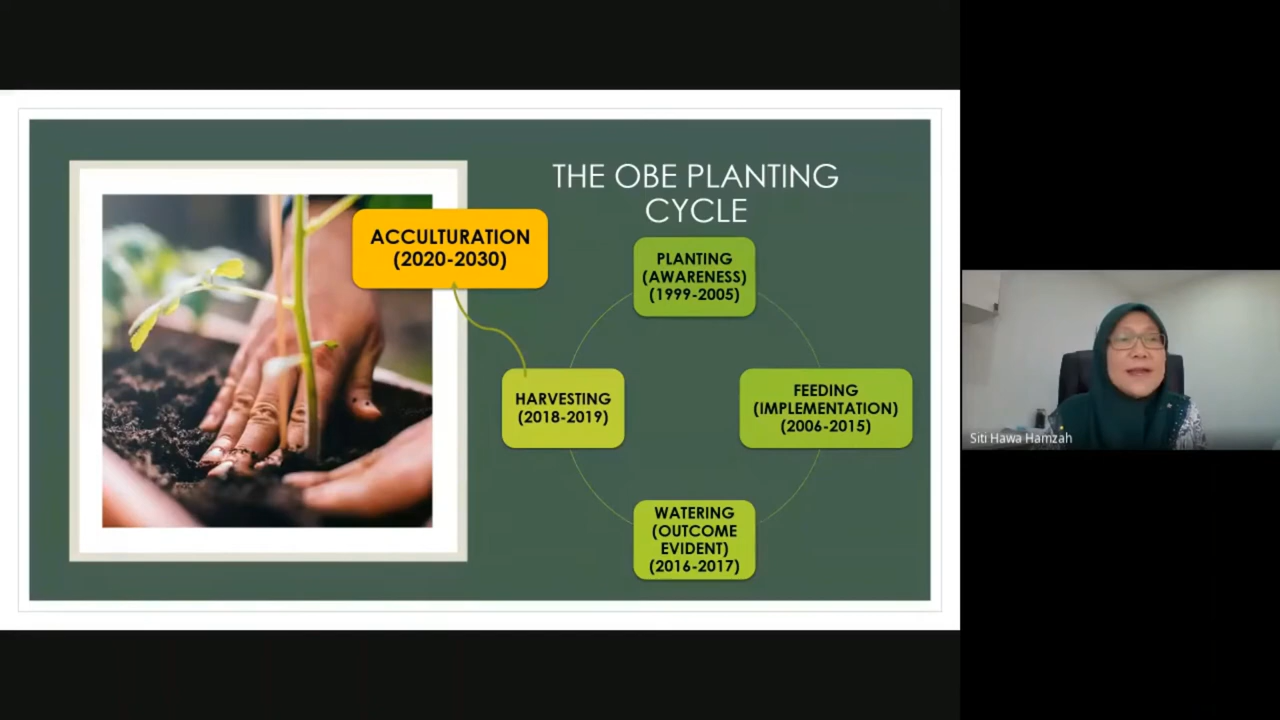 THE OBE PLANTING
CYCLE
ACCULTURATION
(2020-2030)
PLANTING
(AWARENESS)
(1999-2005)
HARVESTING
(2018-2019)
FEEDING
(IMPLEMENTATION)
(2006-2015)
WATERING
(OUTCOME
EVIDENT)
(2016-2017)
Siti Hawa Hamzah